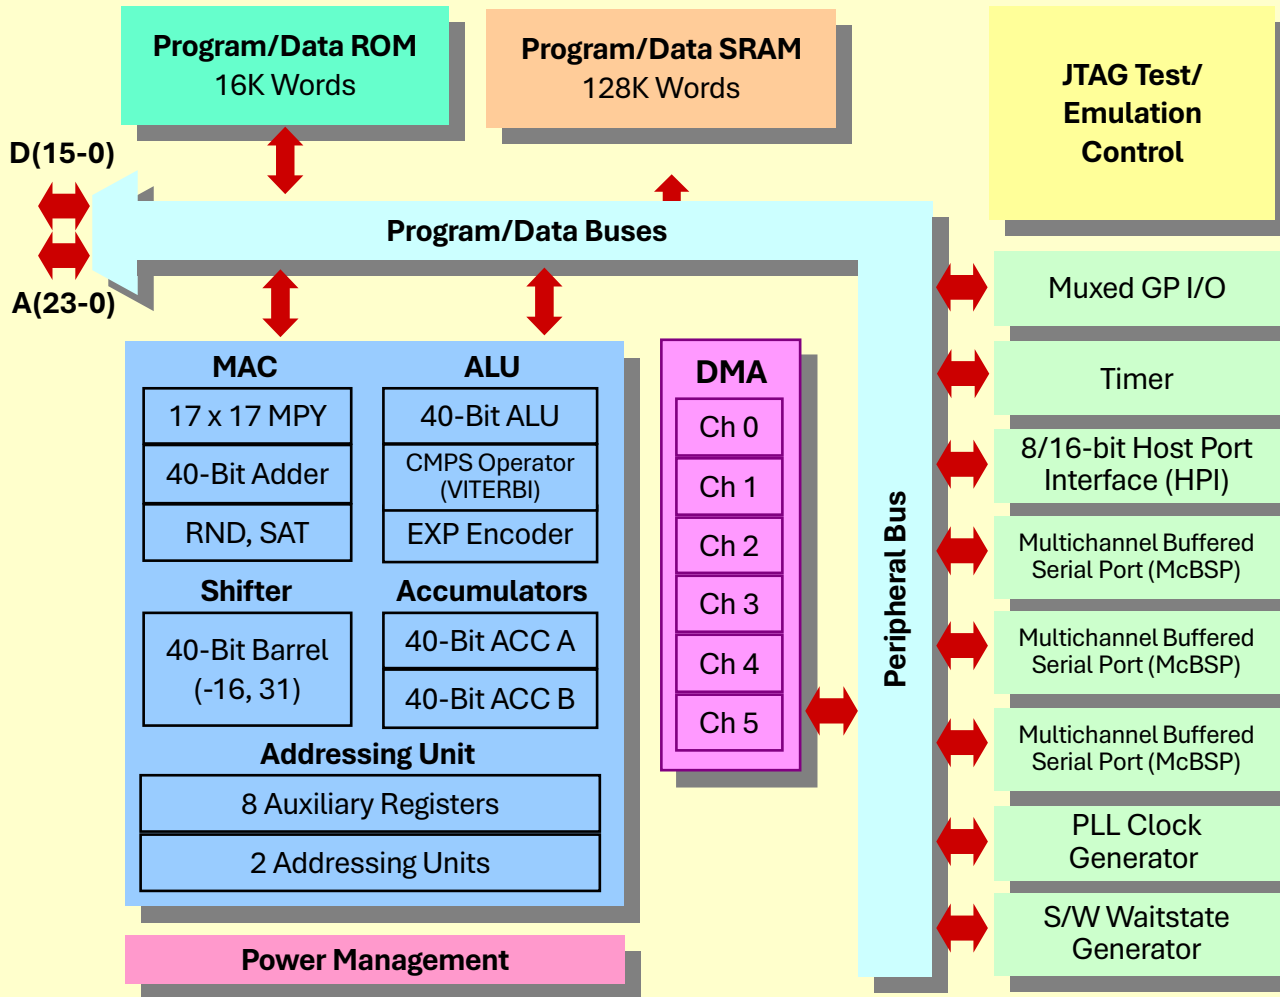 Program/Data ROM
16K Words
Program/Data SRAM
128K Words
JTAG Test/
Emulation
Control
D(15-0)
A(23-0)
Program/Data Buses
MAC
17 x 17 MPY
40-Bit Adder
RND, SAT
ALU
40-Bit ALU
CMPS Operator
(VITERBI)
EXP Encoder
Shifter
40-Bit Barrel
(-16, 31)
Accumulators
40-Bit ACC A
40-Bit ACC B
Addressing Unit
8 Auxiliary Registers
2 Addressing Units
Power Management
DMA
Ch 0
Ch 1
Ch 2
Ch 3
Ch 4
Ch 5
Peripheral Bus
Muxed GP I/O
Timer
8/16-bit Host Port
Interface (HPI)
Multichannel Buffered
Serial Port (McBSP)
Multichannel Buffered
Serial Port (McBSP)
Multichannel Buffered
Serial Port (McBSP)
PLL Clock
Generator
S/W Waitstate
Generator